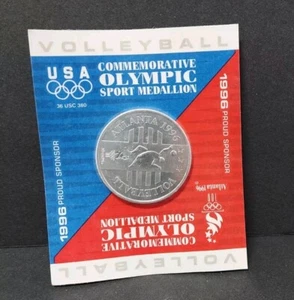 VOLLEYBALL
USA
36 USC 380
COMMEMORATIVE
OLYMPIC
SPORT MEDALLION
1996 PROUD SPONSOR
1996 PROUD SPONSOR
ATLANTA 1996
VOLLEYBALL
Atlanta 1996
COMMEMORATIVE
OLYMPIC
SPORT MEDALLION
VOLLEYBALL